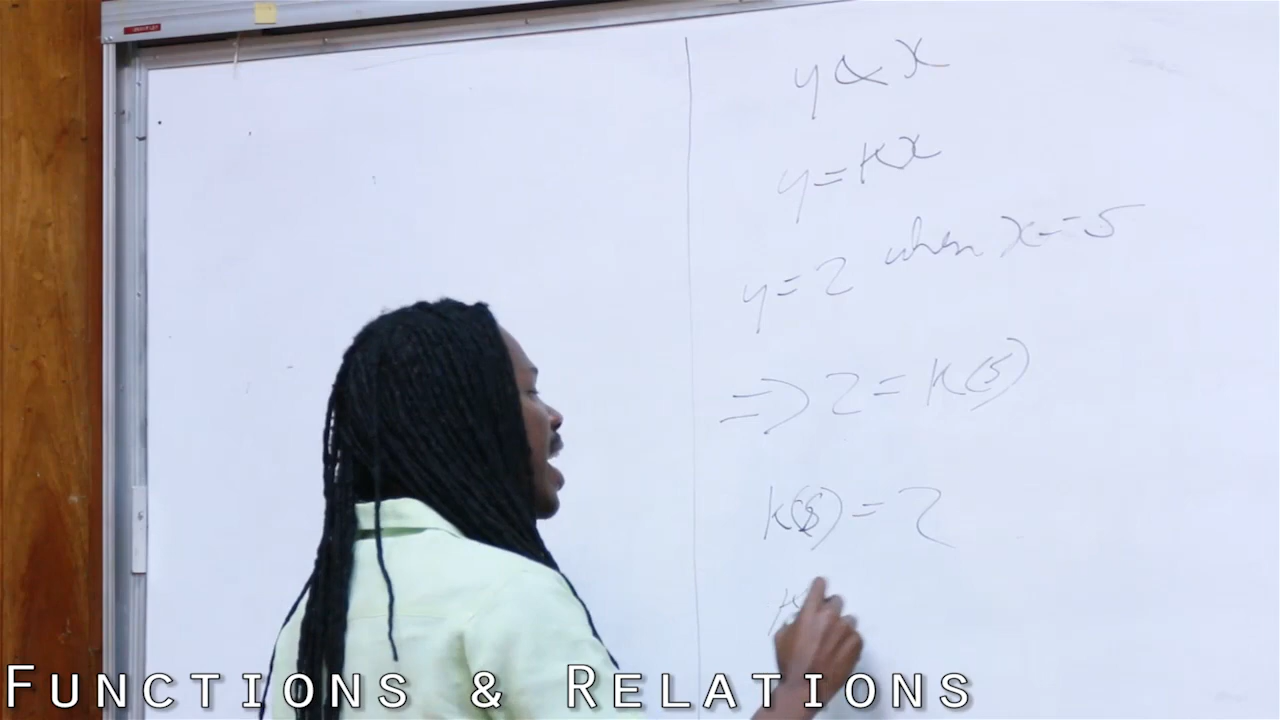 y α x
y = kx
y = 2 when x = 5
⇒ 2 = k(5)
k(5) = 2
k
FUNCTIONS & RELATIONS